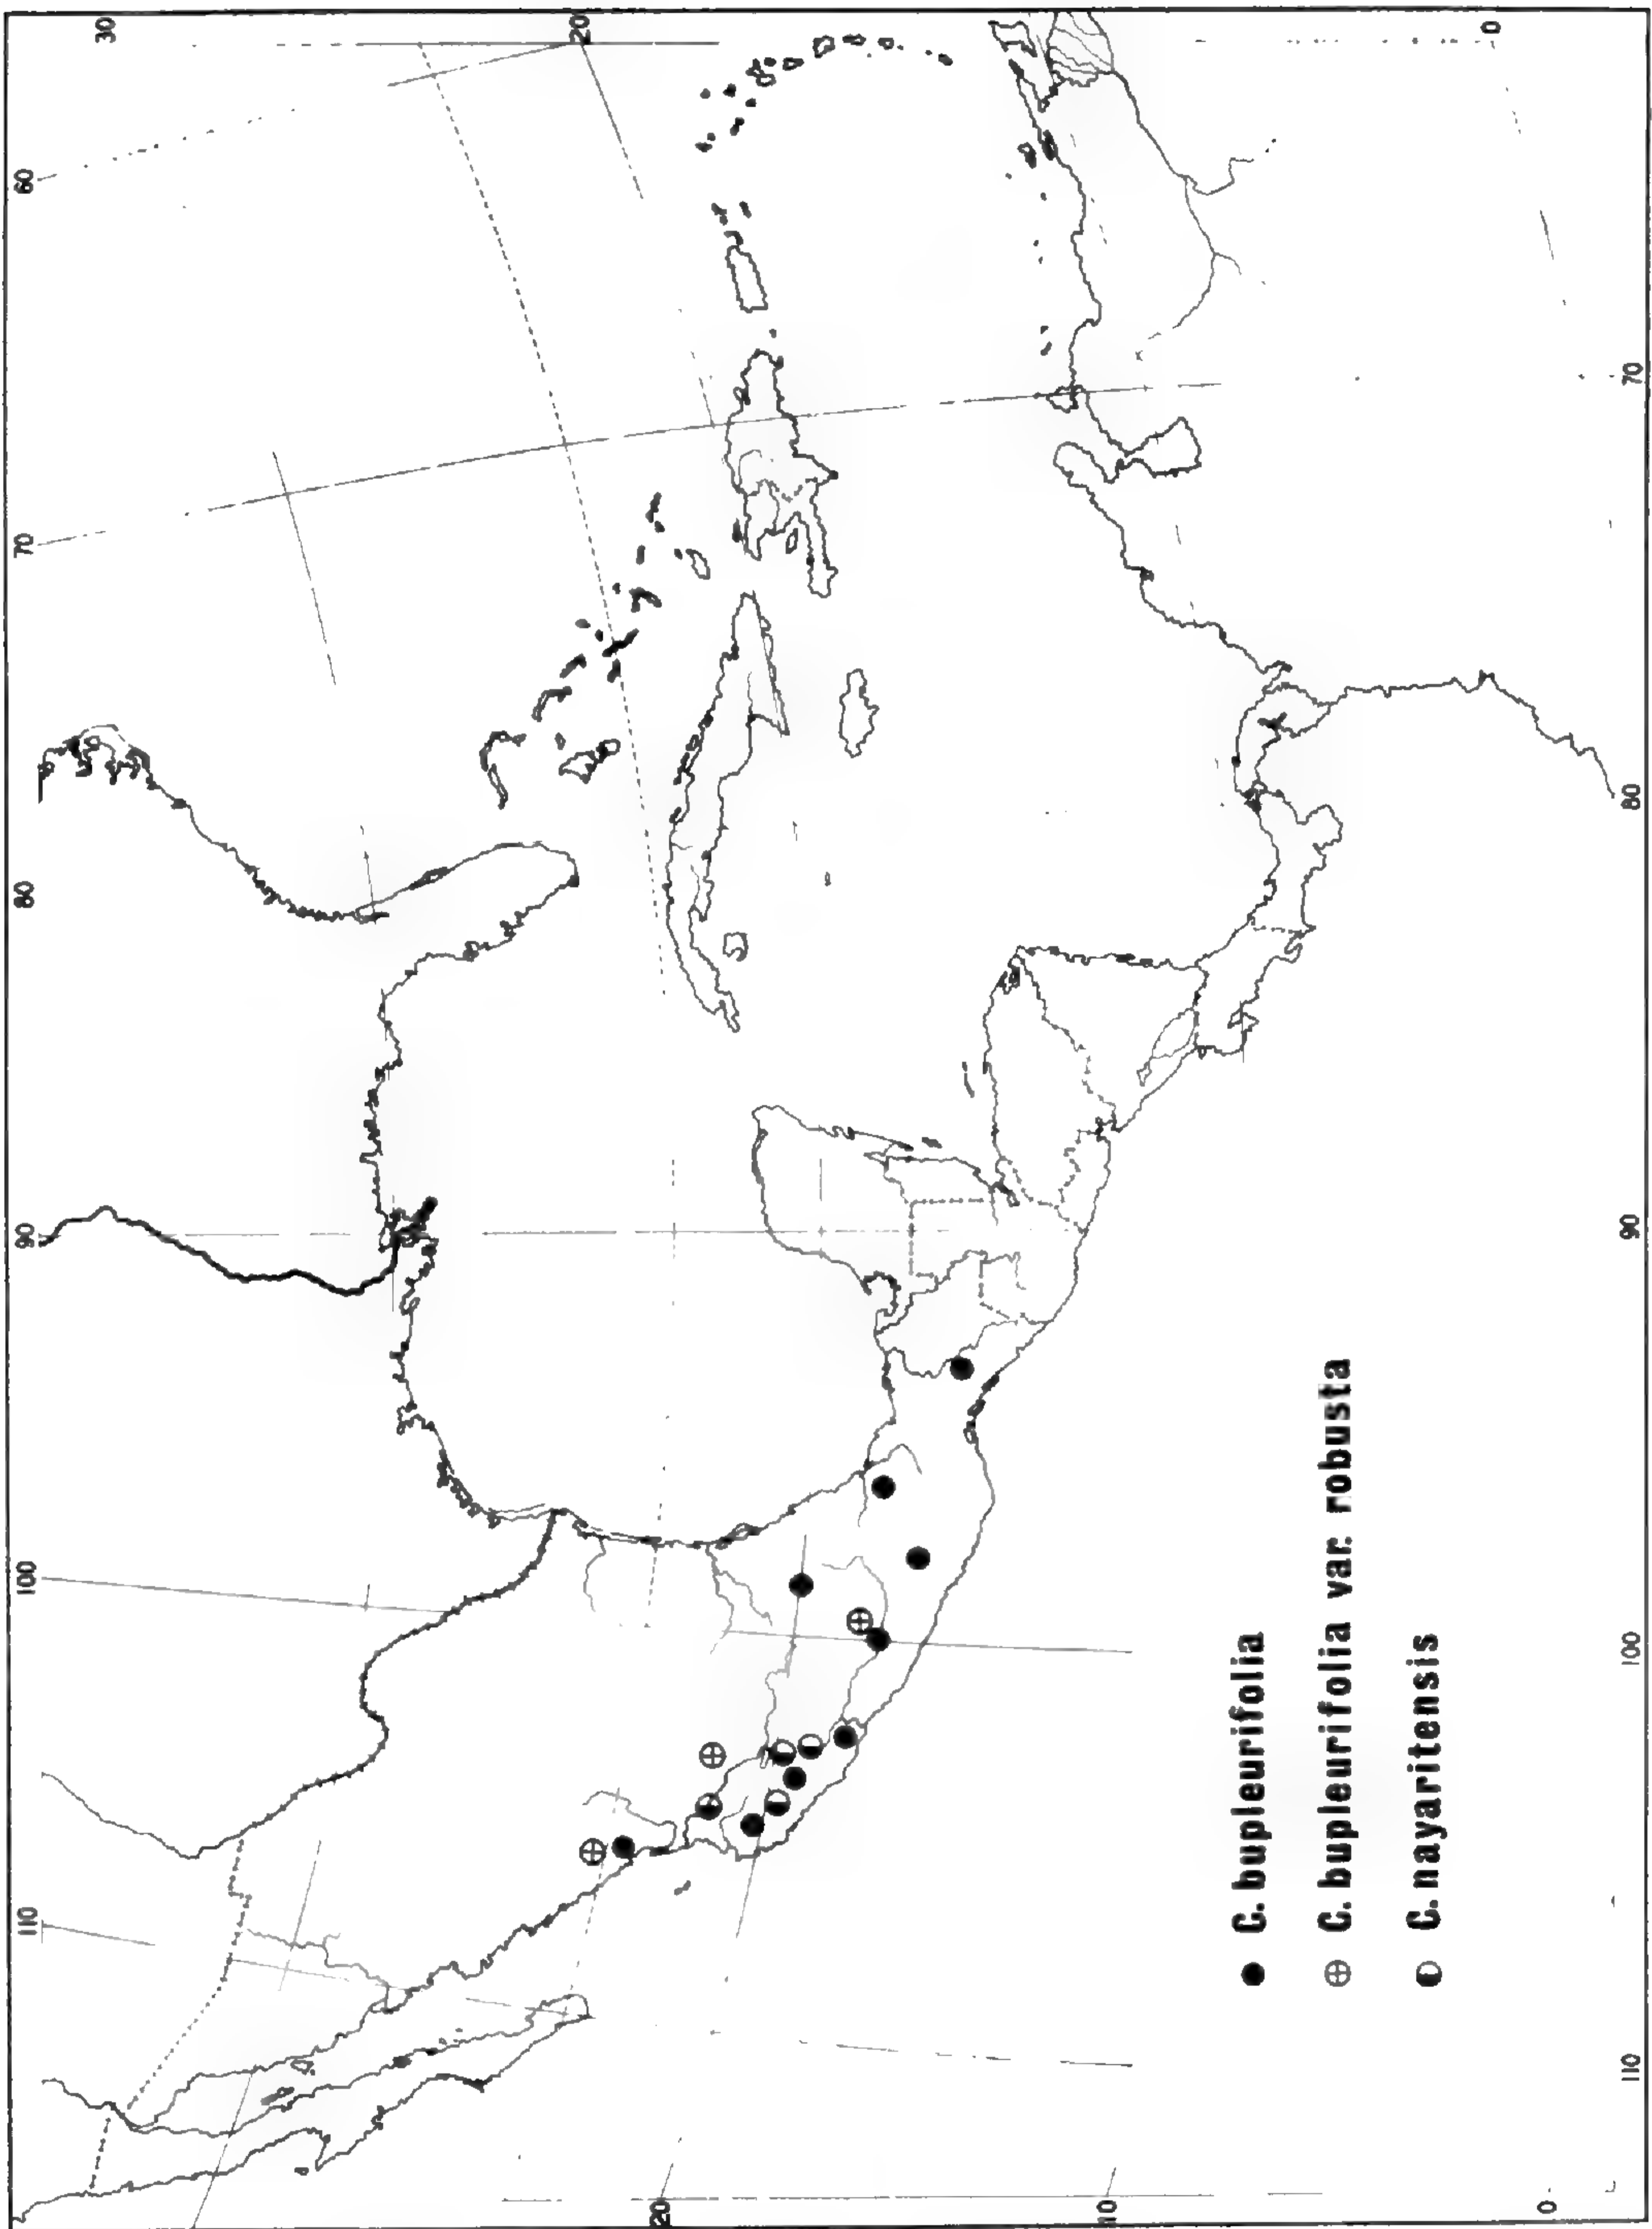 110 100 90 80 70 60
30
20
20
10
C. bupleurifolia
C. bupleurifolia var. robusta
C. nayaritensis
0
0
110 100 90 80 70